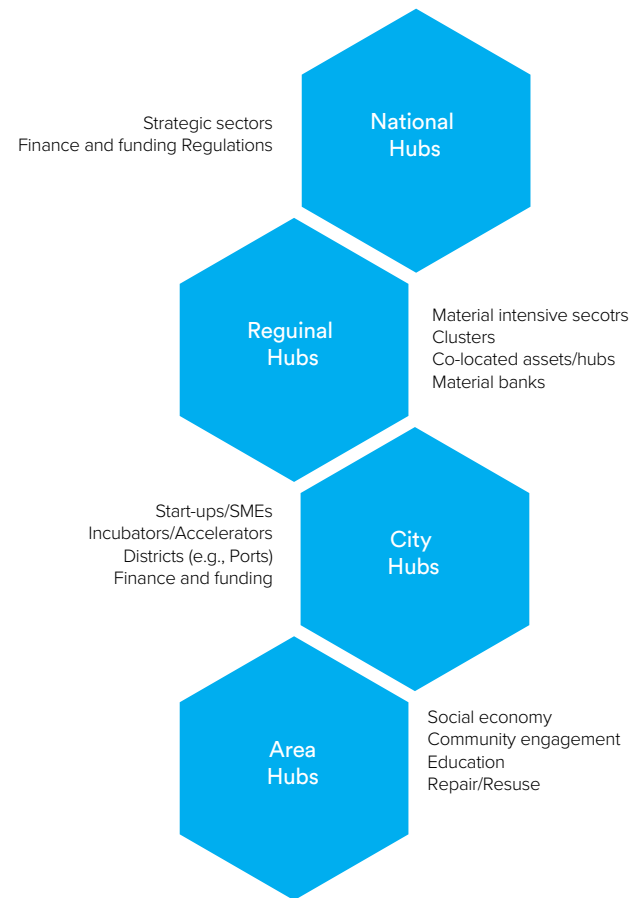 National
Hubs
Strategic sectors
Finance and funding Regulations
Reguinal
Hubs
Material intensive secotrs
Clusters
Co-located assets/hubs
Material banks
City
Hubs
Start-ups/SMEs
Incubators/Accelerators
Districts (e.g., Ports)
Finance and funding
Area
Hubs
Social economy
Community engagement
Education
Repair/Resuse